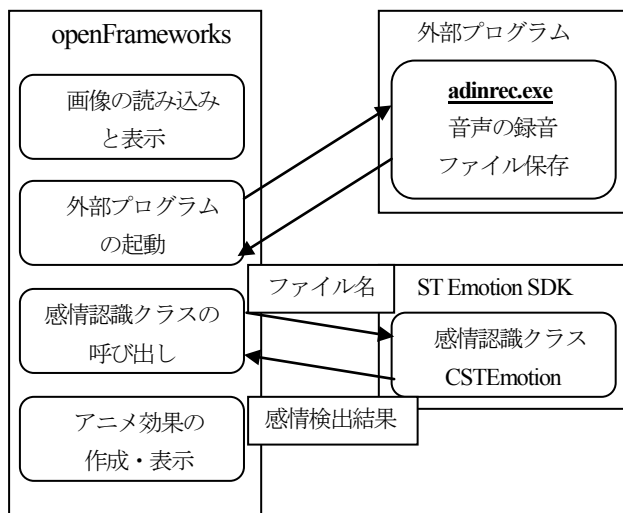 openFrameworks
画像の読み込み
と表示
外部プログラム
の起動
感情認識クラスの
呼び出し
アニメ効果の
作成・表示
外部プログラム
adinrec.exe
音声の録音
ファイル保存
ファイル名
ST Emotion SDK
感情認識クラス
CSTEmotion
感情検出結果